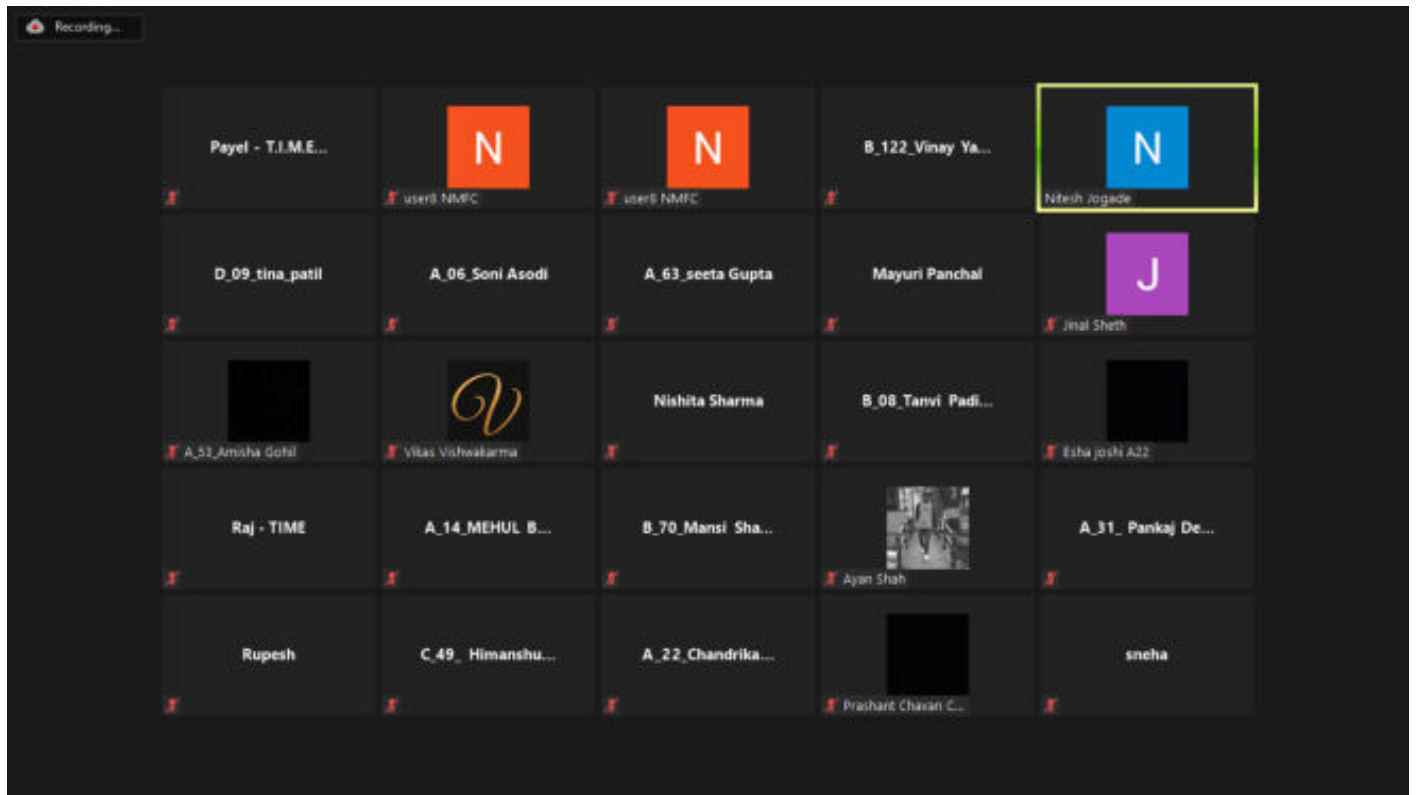 Recording...
Payel - T.I.M.E...
N
user8 NMFC
N
user8 NMFC
B_122_Vinay Ya...
N
Nitesh Jogade
D_09_tina_patil
A_06_Soni Asodi
A_63_seeta Gupta
Mayuri Panchal
J
Jinal Sheth
A_53_Amisha Gohil
V
Vikas Vishwakarma
Nishita Sharma
B_08_Tanvi Padi...
Esha joshi A22
Raj - TIME
A_14_MEHUL B...
B_70_Mansi Sha...
Ayan Shah
A_31_ Pankaj De...
Rupesh
C_49_ Himanshu...
A_22_Chandrika...
Prashant Chavan C...
sneha